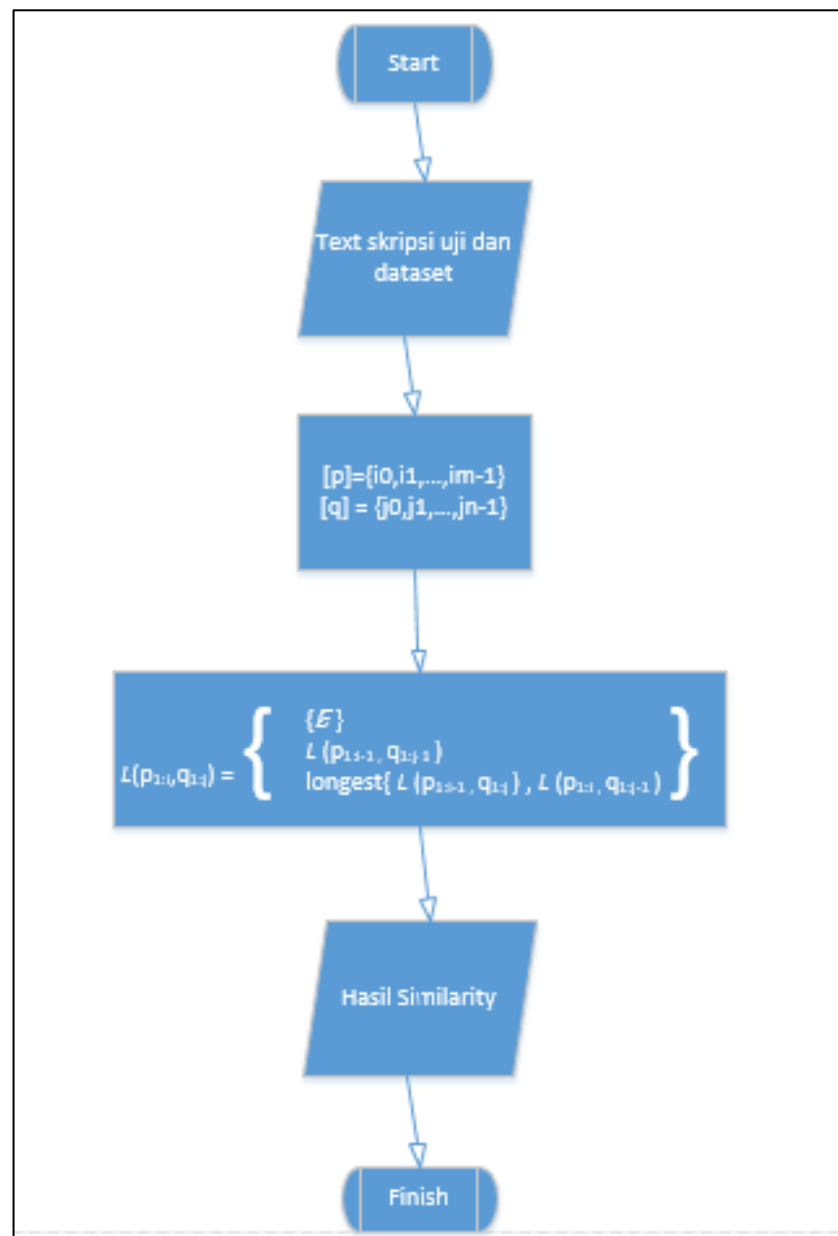 Start
Text skripsi uji dan
dataset
[p]={i0,i1,...,im-1}
[q] = {j0,j1,...,jn-1}
{Ɛ}
L (p₁:ᵢ₋₁ , q₁:ⱼ₋₁ )
L(p₁:ᵢ,q₁:ⱼ) = {
longest{ L (p₁:ᵢ₋₁ , q₁:ⱼ } , L (p₁:ᵢ , q₁:ⱼ₋₁ ) }
Hasil Similarity
Finish